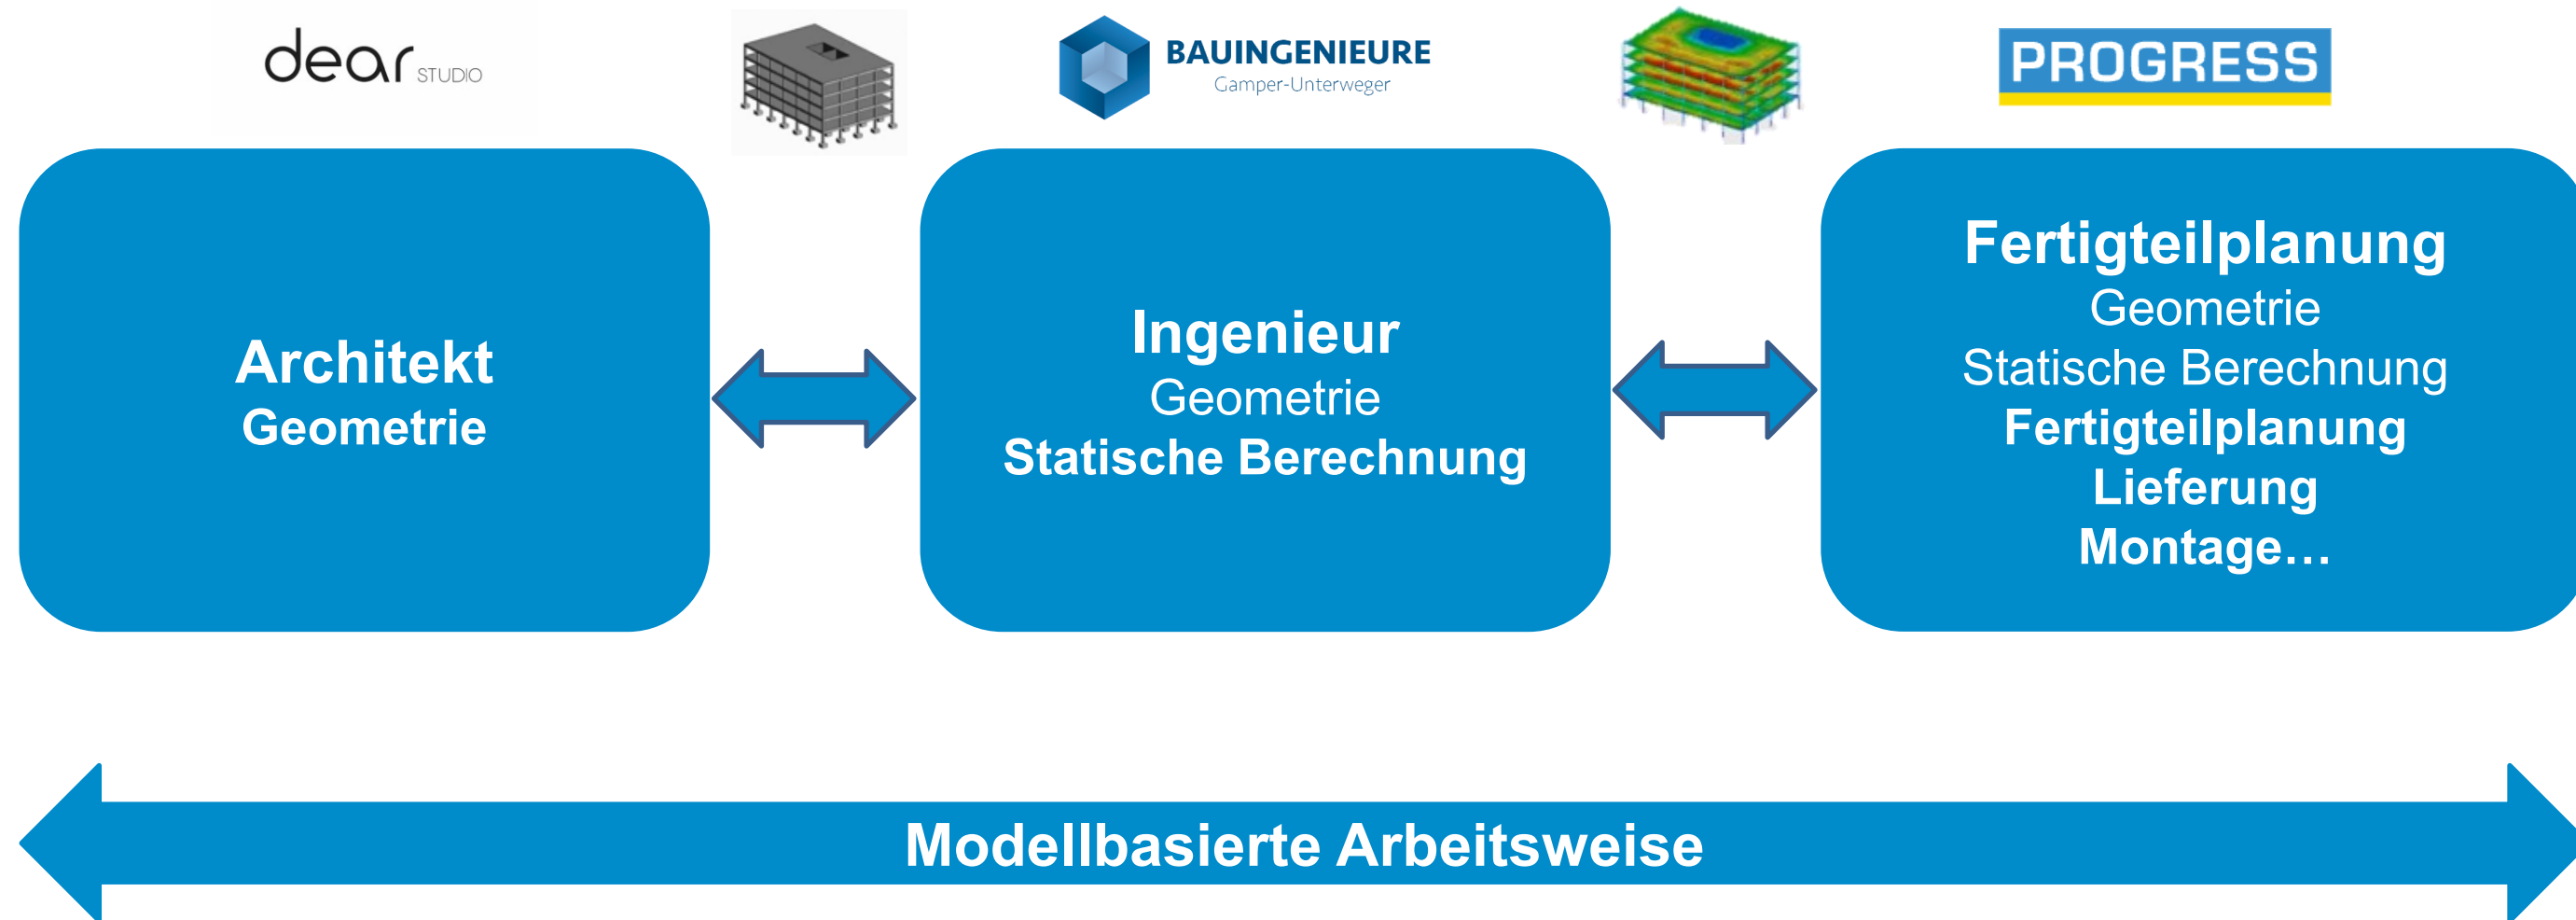 dear STUDIO
BAUINGENIEURE
Gamper-Unterweger
PROGRESS
Architekt
Geometrie
Ingenieur
Geometrie
Statische Berechnung
Fertigteilplanung
Geometrie
Statische Berechnung
Fertigteilplanung
Lieferung
Montage…
Modellbasierte Arbeitsweise